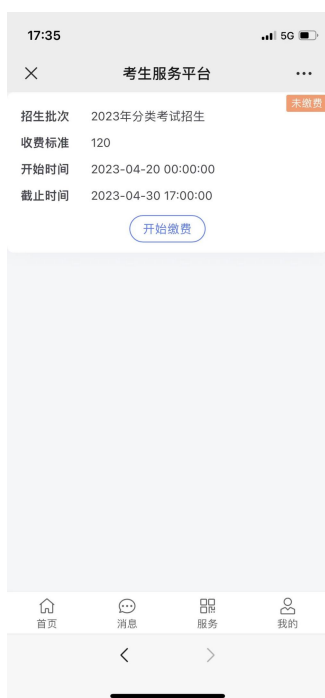 17:35
5G
考生服务平台
未缴费
招生批次 2023年分类考试招生
收费标准 120
开始时间 2023-04-20 00:00:00
截止时间 2023-04-30 17:00:00
开始缴费
首页 消息 服务 我的